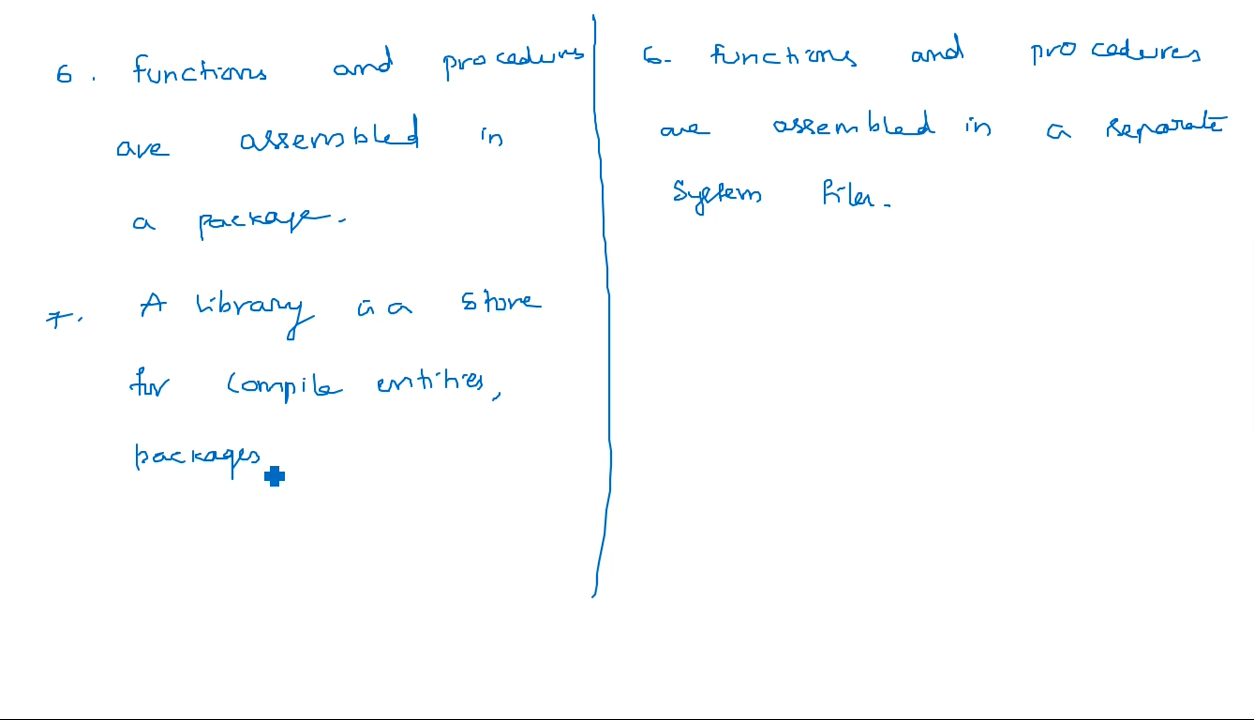 6. functions and procedures
are assembled in
a package.
7. A library is a store
for compile entities,
packages
6. functions and procedures
are assembled in a separate
system files.